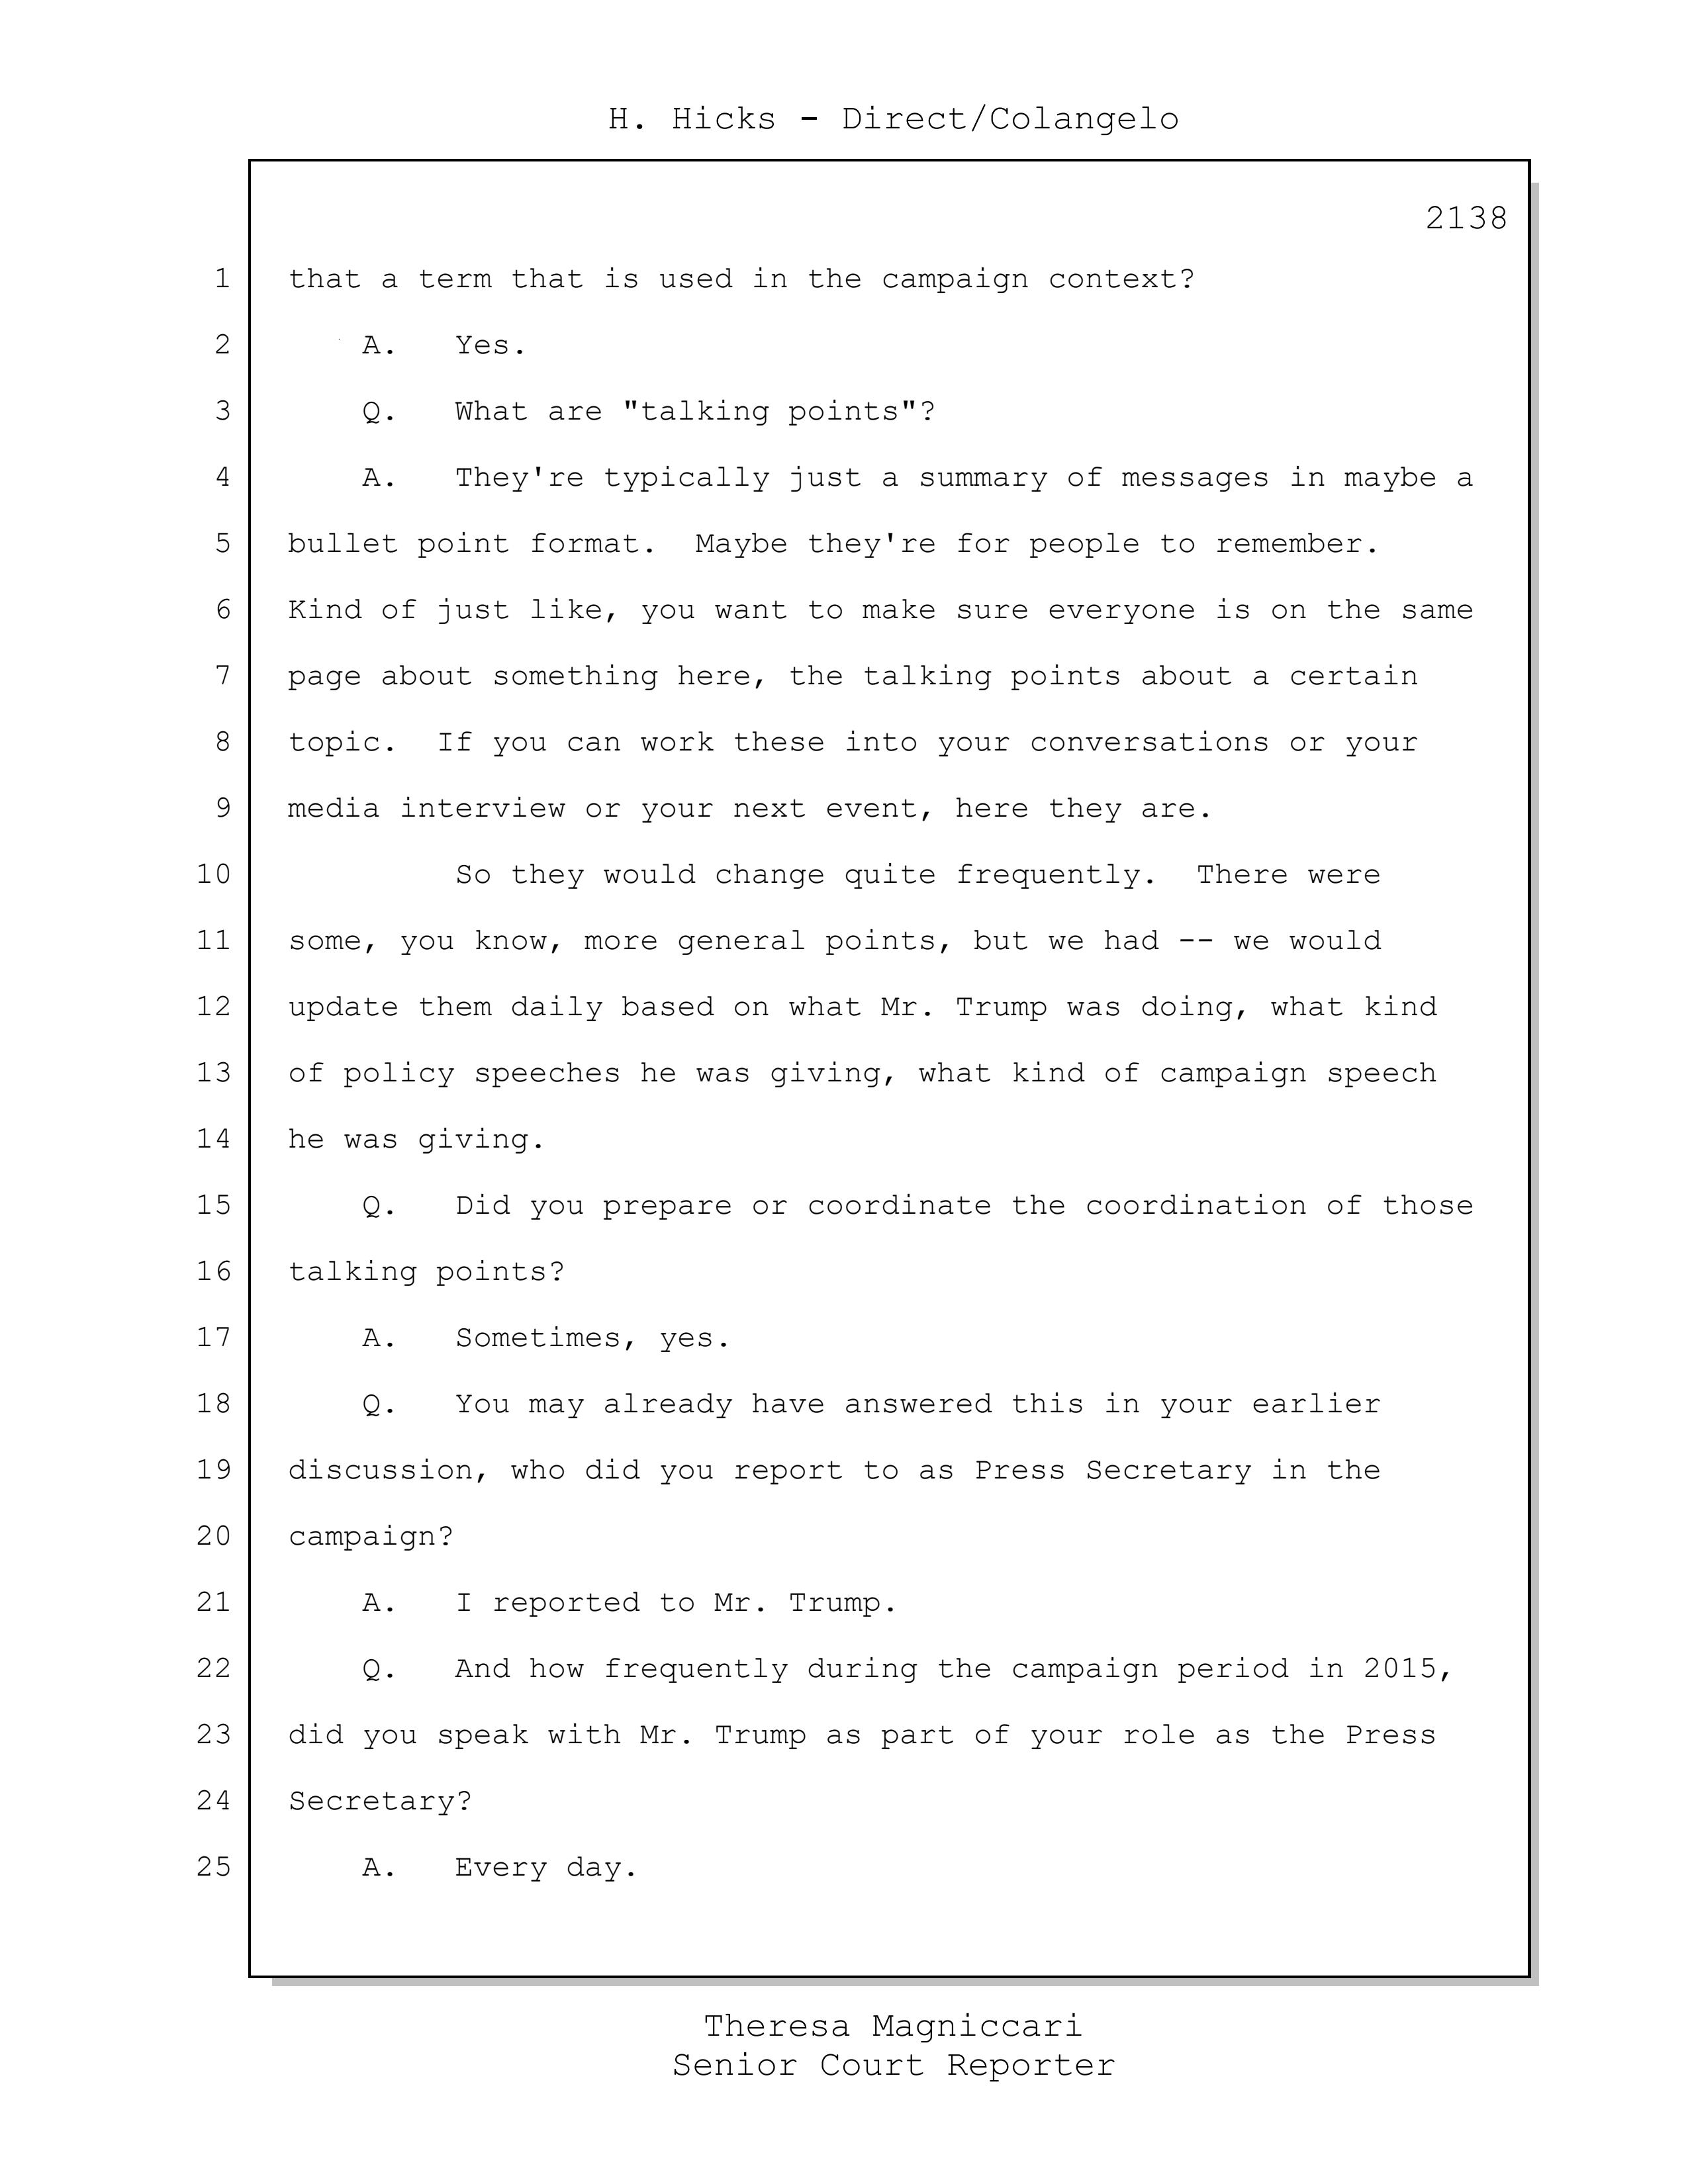 H. Hicks - Direct/Colangelo
2138
1 that a term that is used in the campaign context?
2 A. Yes.
3 Q. What are "talking points"?
4 A. They're typically just a summary of messages in maybe a
5 bullet point format. Maybe they're for people to remember.
6 Kind of just like, you want to make sure everyone is on the same
7 page about something here, the talking points about a certain
8 topic. If you can work these into your conversations or your
9 media interview or your next event, here they are.
10 So they would change quite frequently. There were
11 some, you know, more general points, but we had -- we would
12 update them daily based on what Mr. Trump was doing, what kind
13 of policy speeches he was giving, what kind of campaign speech
14 he was giving.
15 Q. Did you prepare or coordinate the coordination of those
16 talking points?
17 A. Sometimes, yes.
18 Q. You may already have answered this in your earlier
19 discussion, who did you report to as Press Secretary in the
20 campaign?
21 A. I reported to Mr. Trump.
22 Q. And how frequently during the campaign period in 2015,
23 did you speak with Mr. Trump as part of your role as the Press
24 Secretary?
25 A. Every day.
Theresa Magniccari
Senior Court Reporter